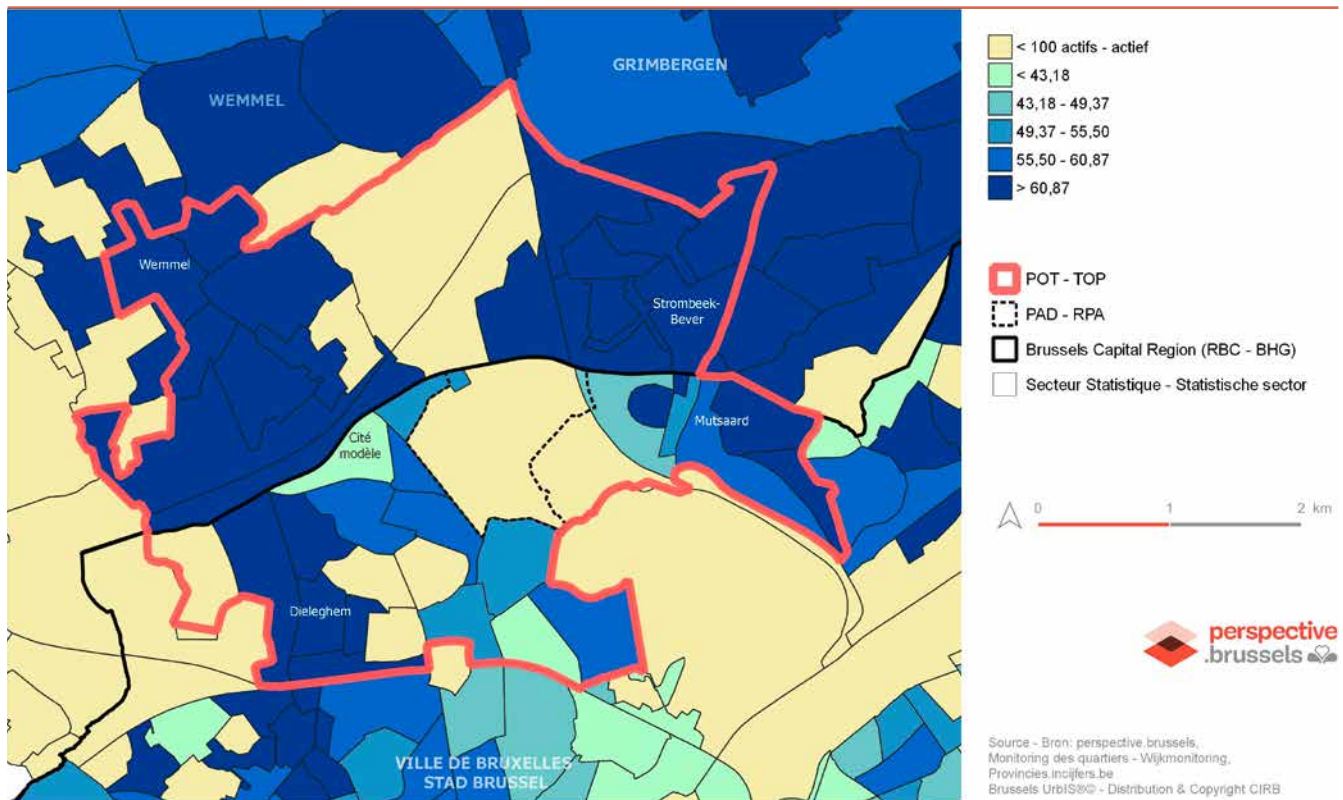 GRIMBERGEN
WEMMEL
Wemmel
Strombeek-
Bever
Mutsaard
Cité
modèle
Dieleghem
VILLE DE BRUXELLES
STAD BRUSSEL
< 100 actifs - actief
< 43,18
43,18 - 49,37
49,37 - 55,50
55,50 - 60,87
> 60,87
POT - TOP
PAD - RPA
Brussels Capital Region (RBC - BHG)
Secteur Statistique - Statistische sector
0 1 2 km
perspective
.brussels
Source - Bron: perspective.brussels,
Monitoring des quartiers - Wijkmonitoring,
Provincies.incijfers.be
Brussels UrbIS®© - Distribution & Copyright CIRB